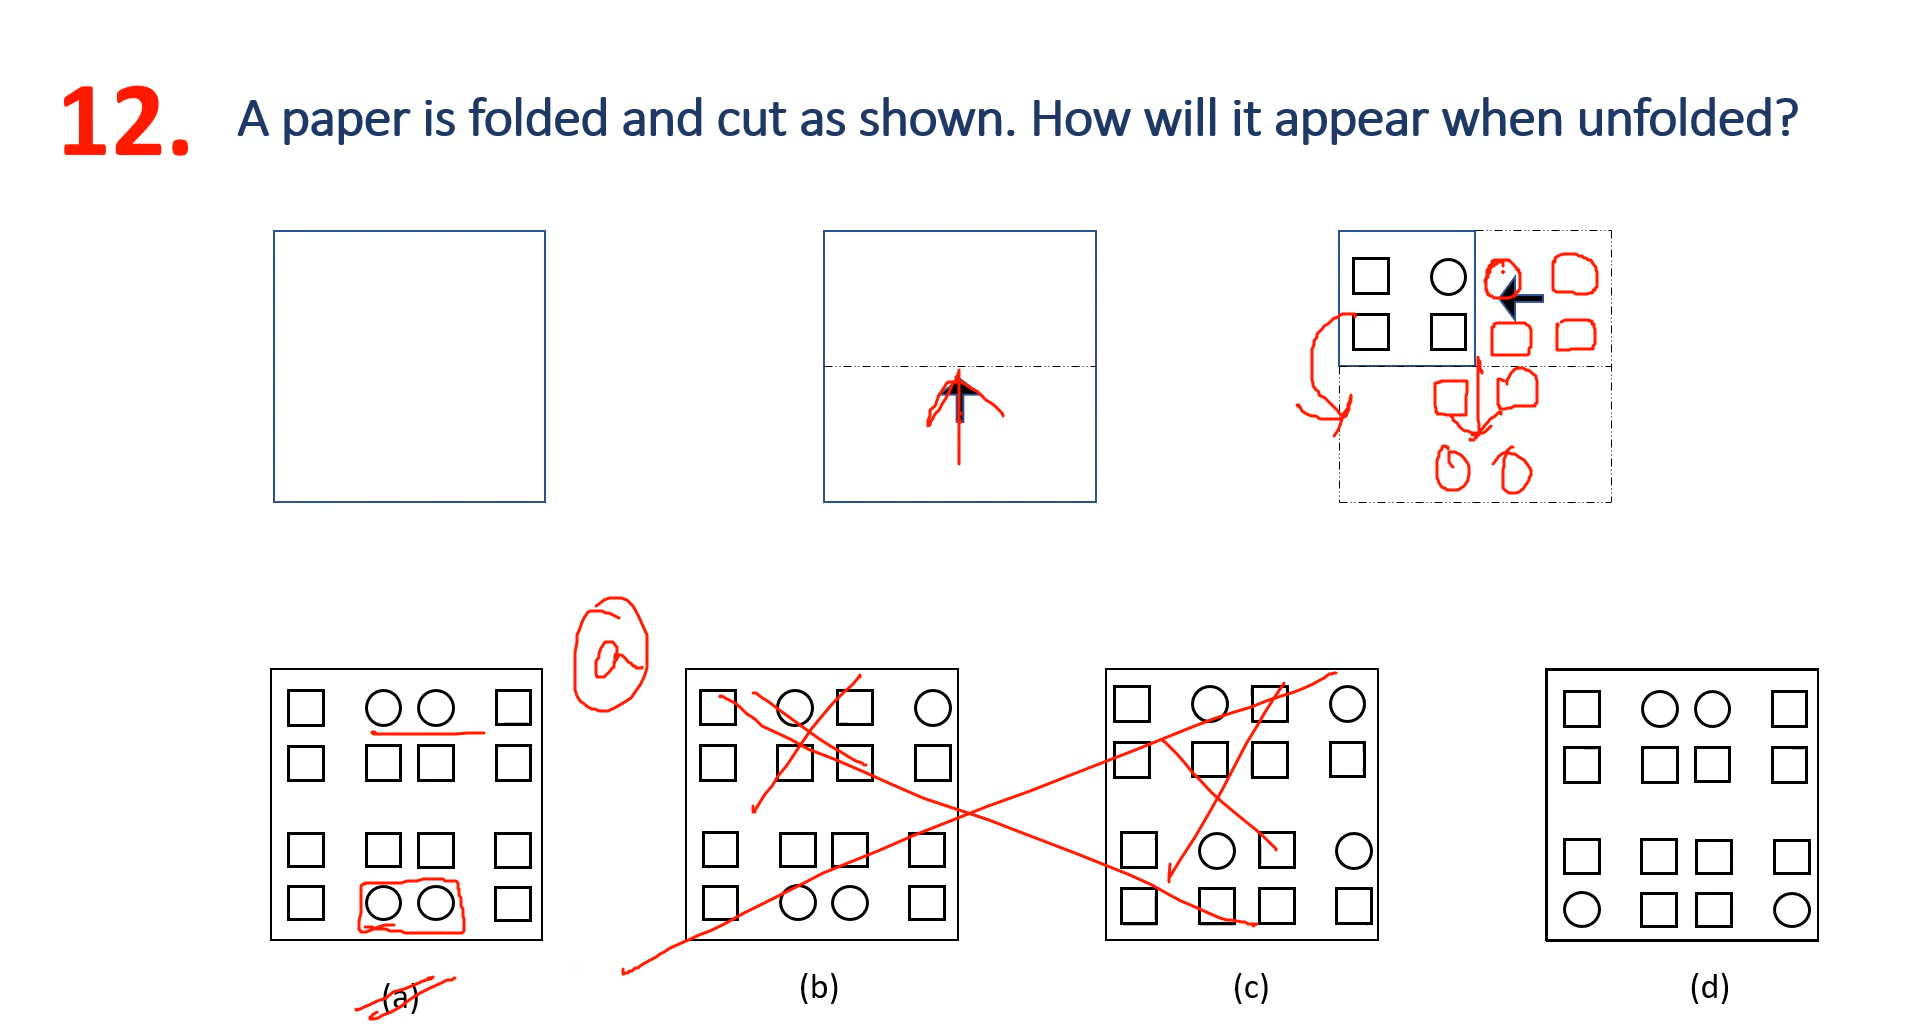 12. A paper is folded and cut as shown. How will it appear when unfolded?
a
(a) (b) (c) (d)